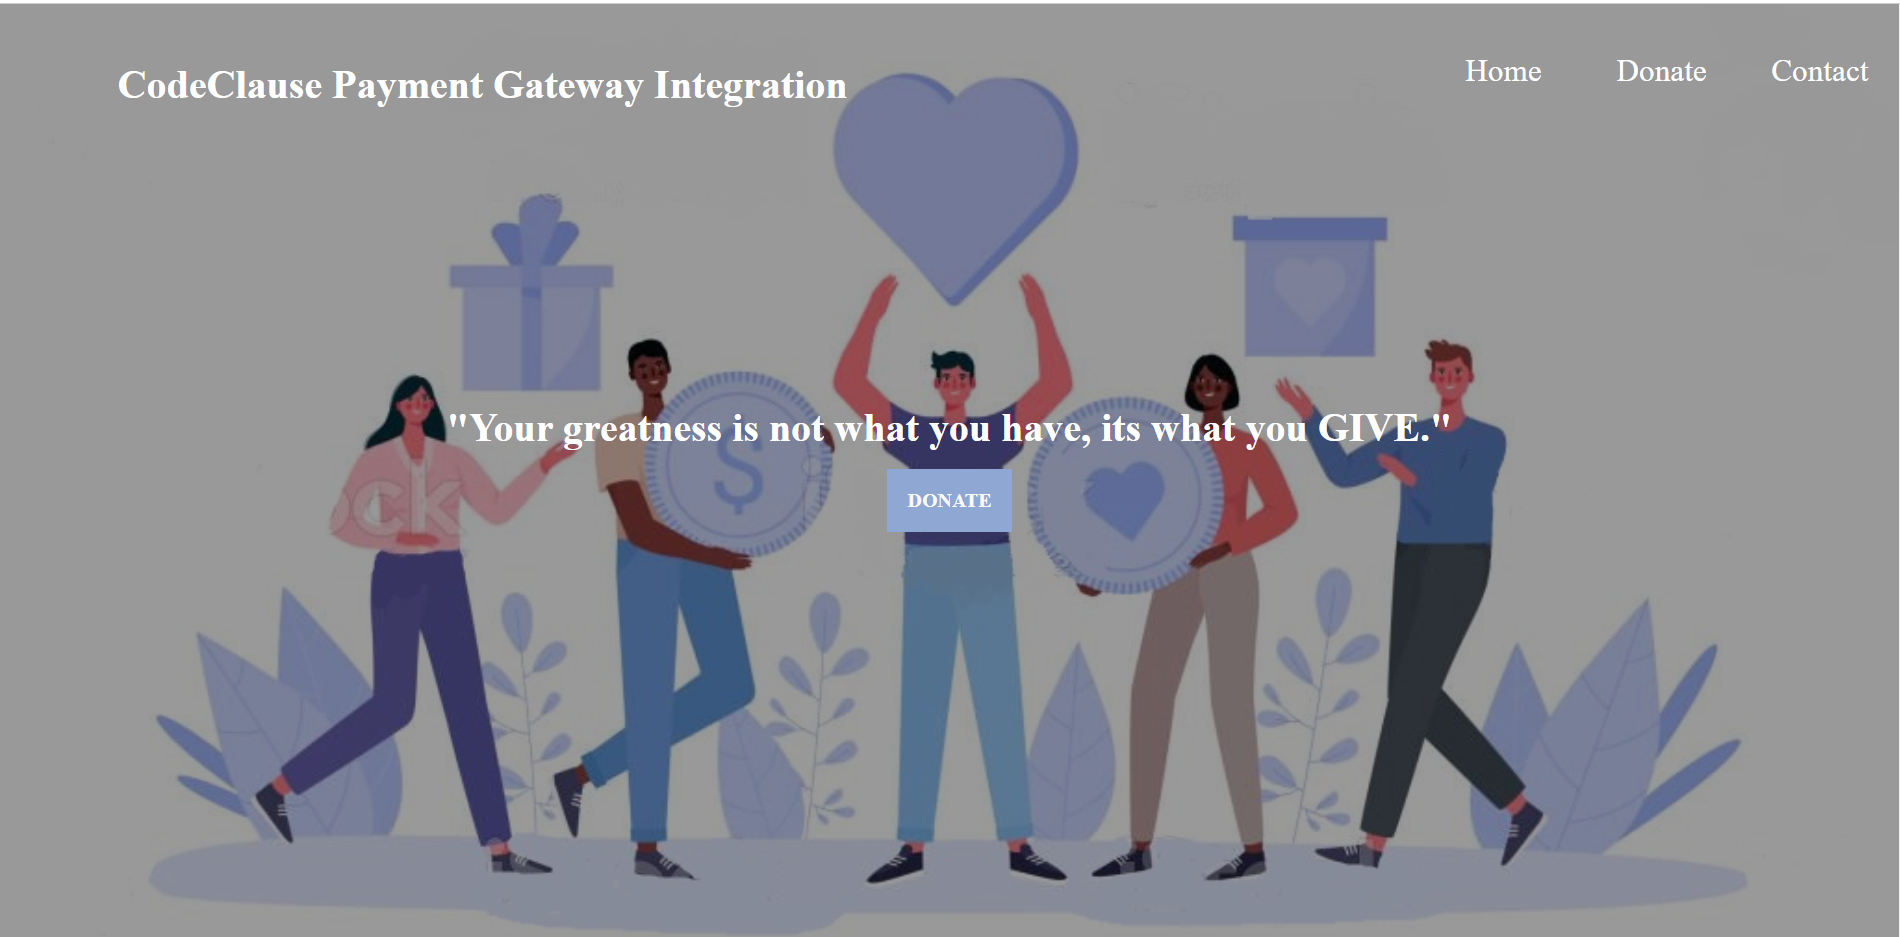 CodeClause Payment Gateway Integration
Home Donate Contact
"Your greatness is not what you have, its what you GIVE."
$
DONATE
ock